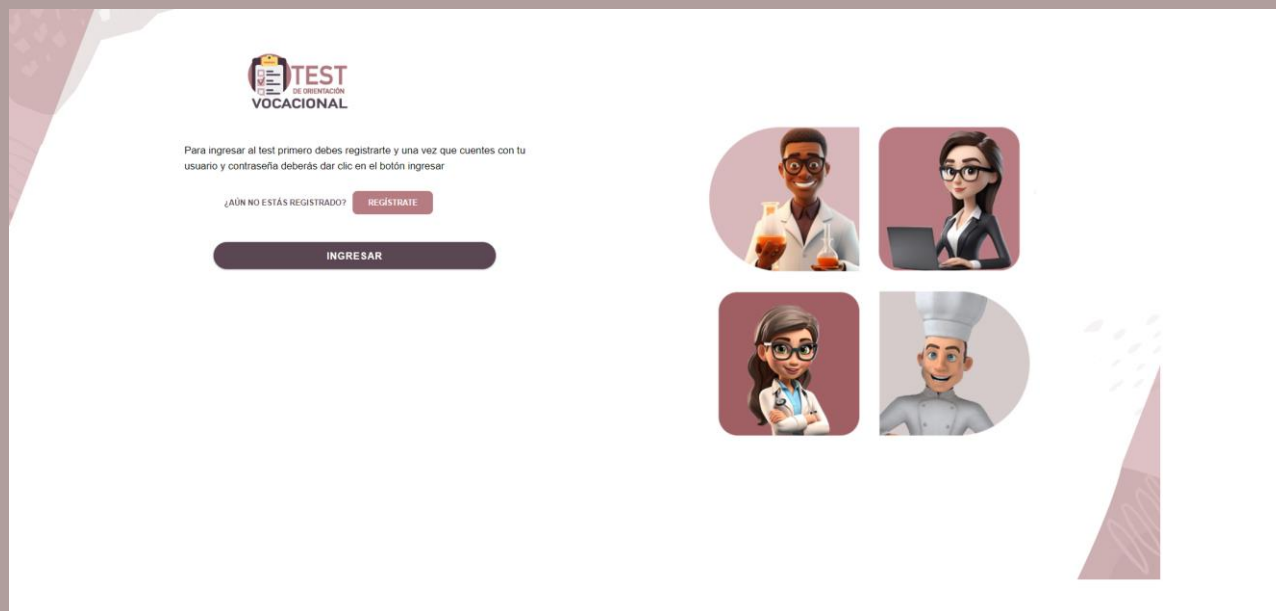 TEST
DE ORIENTACIÓN
VOCACIONAL
Para ingresar al test primero debes registrarte y una vez que cuentes con tu
usuario y contraseña deberás dar clic en el botón ingresar
¿AÚN NO ESTÁS REGISTRADO? REGÍSTRATE
INGRESAR